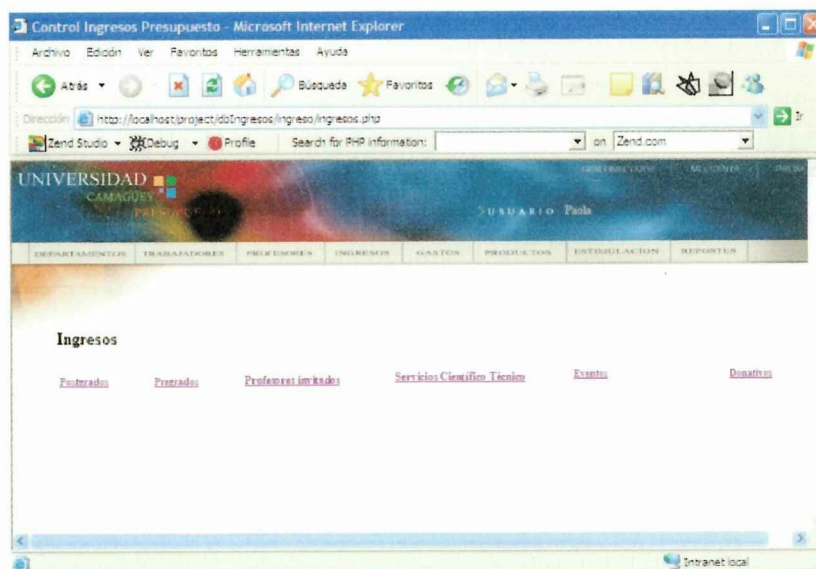 Control Ingresos Presupuesto - Microsoft Internet Explorer
Archivo Edición Ver Favoritos Herramientas Ayuda
Atrás Búsqueda Favoritos
Dirección http://localhost/project/dbIngresos/ingreso/ingresos.php Ir
Zend Studio Debug Profile Search for PHP information: on Zend.com
MI CUENTA INICIO
UNIVERSIDAD
CAMAGÜEY
USUARIO Paola
DEPARTAMENTOS TRABAJADORES PROFESORES INGRESOS GASTOS PRODUCTOS ESTIMULACION REPORTES
Ingresos
Postgrados Pregrados Profesores invitados Servicios Científico Técnico Eventos Donativos
Intranet local